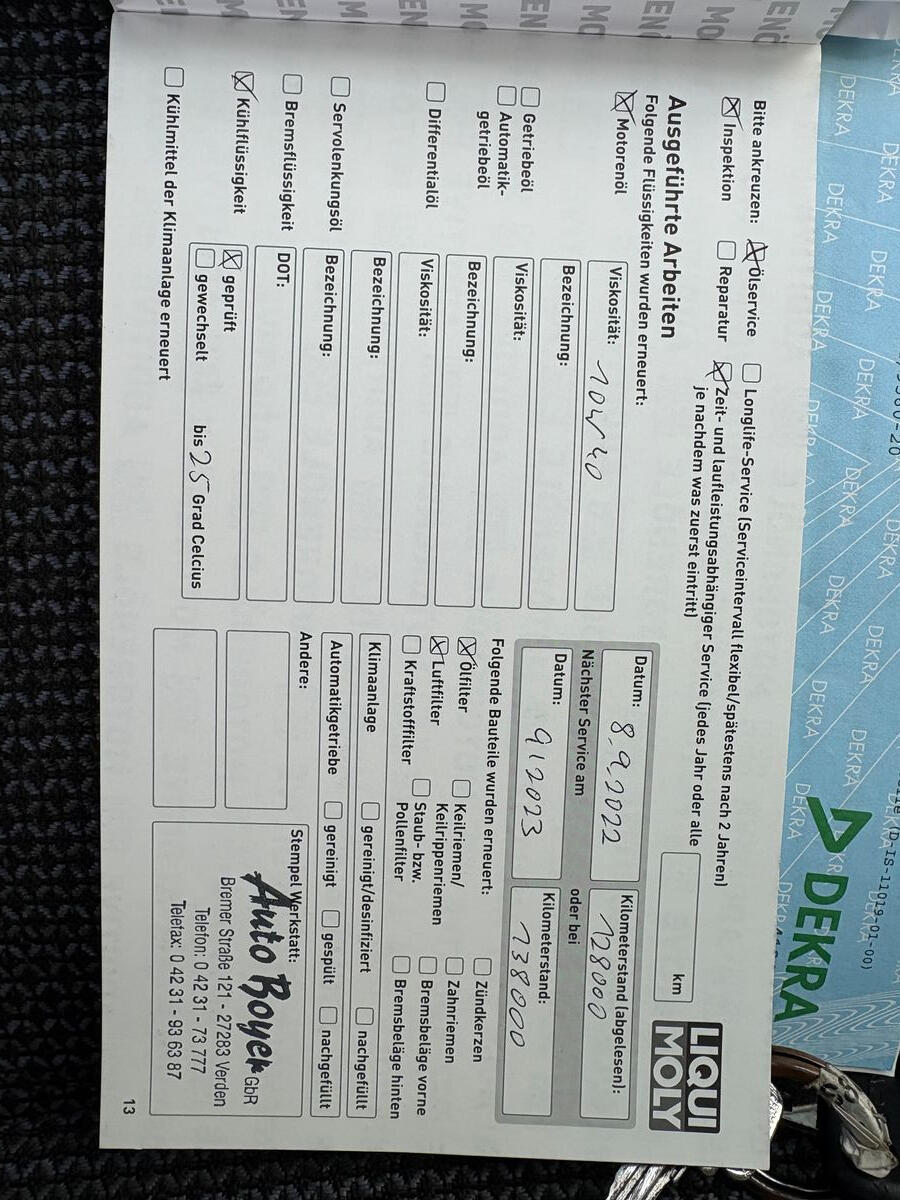 Bitte ankreuzen: Ölservice Longlife-Service (Serviceintervall flexibel/spätestens nach 2 Jahren)
Inspektion Reparatur Zeit- und laufleistungsabhängiger Service (jedes Jahr oder alle
je nachdem was zuerst eintritt) km
LIQUI
MOLY
Ausgeführte Arbeiten
Folgende Flüssigkeiten wurden erneuert:
Motorenöl Viskosität: 10W40
Bezeichnung:
Getriebeöl
Automatik-
getriebeöl
Viskosität:
Bezeichnung:
Differentialöl Viskosität:
Bezeichnung:
Servolenkungsöl Bezeichnung:
Bremsflüssigkeit DOT:
Kühlflüssigkeit geprüft
gewechselt bis 25 Grad Celcius
Kühlmittel der Klimaanlage erneuert
Datum: 8.9.2022 Kilometerstand (abgelesen): 128000
Nächster Service am oder bei
Datum: 9/2023 Kilometerstand: 138000
Folgende Bauteile wurden erneuert:
Ölfilter Keilriemen/
Keilrippenriemen Zündkerzen
Luftfilter Staub- bzw.
Pollenfilter Zahnriemen
Kraftstofffilter Bremsbeläge vorne
Bremsbeläge hinten
Klimaanlage gereinigt/desinfiziert nachgefüllt
Automatikgetriebe gereinigt gespült nachgefüllt
Andere:
Stempel Werkstatt:
Auto Boyer GbR
Bremer Straße 121 - 27283 Verden
Telefon: 0 42 31 - 73 777
Telefax: 0 42 31 - 93 63 87
13
DEKRA